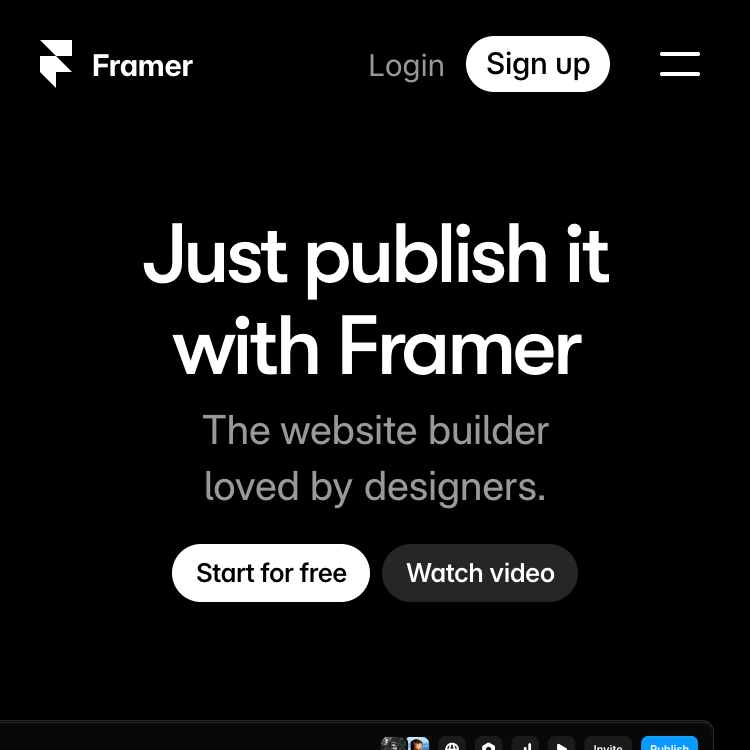 Framer
Login
Sign up
Just publish it
with Framer
The website builder
loved by designers.
Start for free
Watch video
Invite
Publish